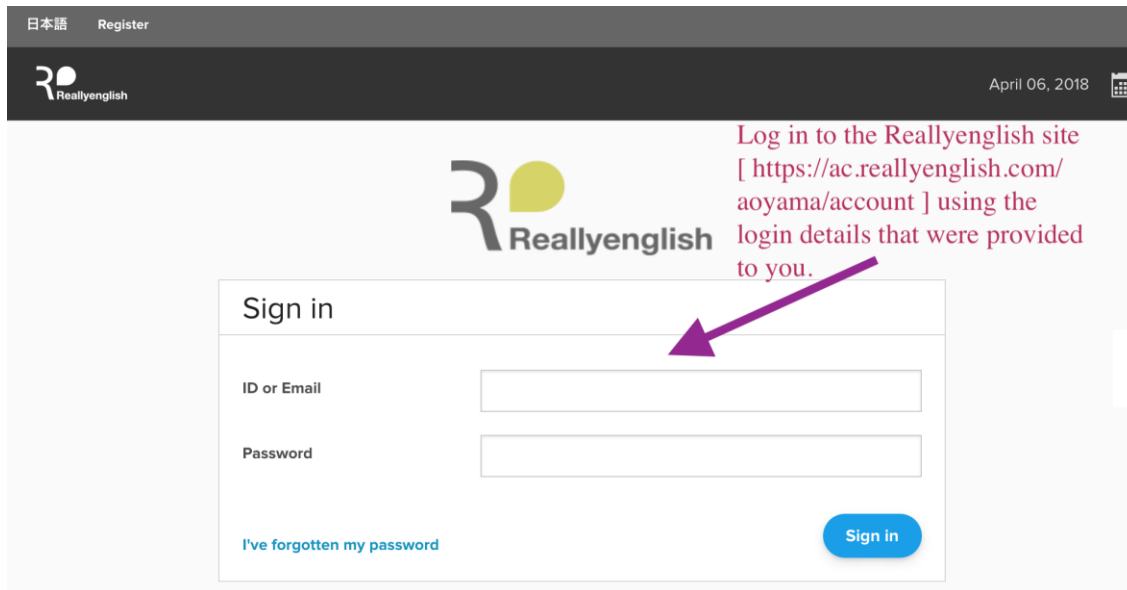 日本語 Register
Reallyenglish
April 06, 2018
Log in to the Reallyenglish site
[ https://ac.reallyenglish.com/
aoyama/account ] using the
login details that were provided
to you.
Reallyenglish
Sign in
ID or Email
Password
I've forgotten my password
Sign in